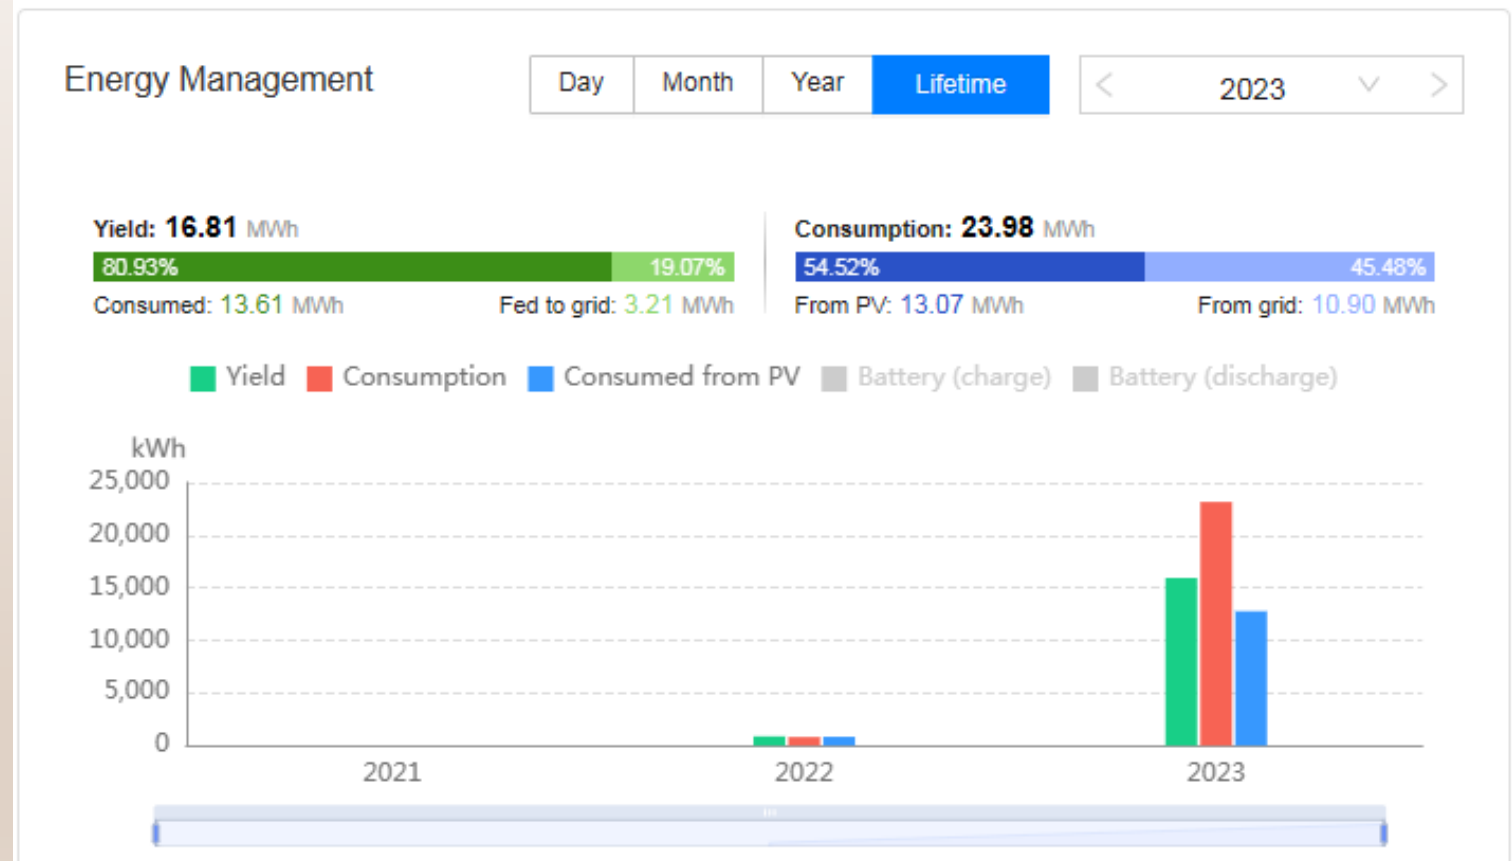 Energy Management
Day Month Year Lifetime
< 2023 >
Yield: 16.81 MWh
80.93% 19.07%
Consumed: 13.61 MWh Fed to grid: 3.21 MWh
Consumption: 23.98 MWh
54.52% 45.48%
From PV: 13.07 MWh From grid: 10.90 MWh
Yield Consumption Consumed from PV Battery (charge) Battery (discharge)
kWh
25,000
20,000
15,000
10,000
5,000
0
2021 2022 2023